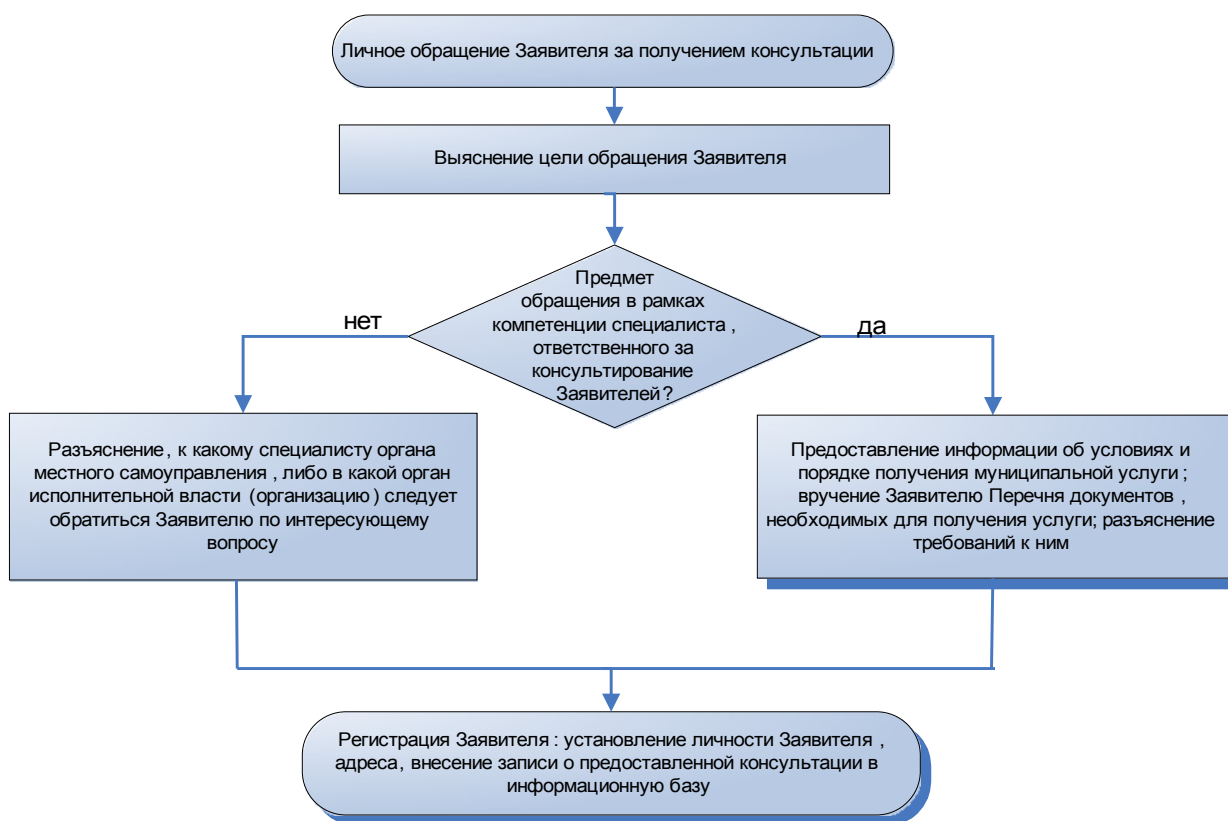 Личное обращение Заявителя за получением консультации
Выяснение цели обращения Заявителя
Предмет
обращения в рамках
компетенции специалиста ,
ответственного за
консультирование
Заявителей?
нет
да
Разъяснение, к какому специалисту органа
местного самоуправления , либо в какой орган
исполнительной власти (организацию) следует
обратиться Заявителю по интересующему
вопросу
Предоставление информации об условиях и
порядке получения муниципальной услуги ;
вручение Заявителю Перечня документов ,
необходимых для получения услуги; разъяснение
требований к ним
Регистрация Заявителя : установление личности Заявителя ,
адреса, внесение записи о предоставленной консультации в
информационную базу